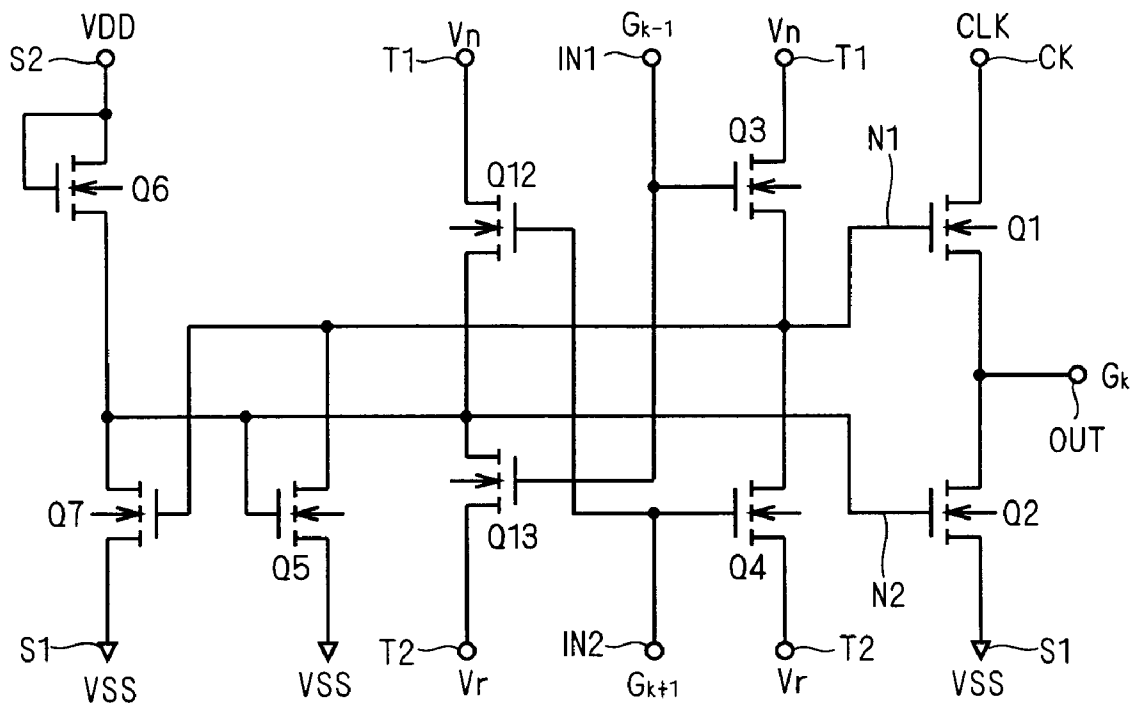 VDD
S2
Vn
T1
Gk-1
IN1
Vn
T1
CLK
CK
Q6
Q12
Q3
N1
Q1
Gk
OUT
Q7
Q5
Q13
Q4
N2
Q2
S1
VSS
VSS
T2
Vr
IN2
Gk+1
T2
Vr
S1
VSS